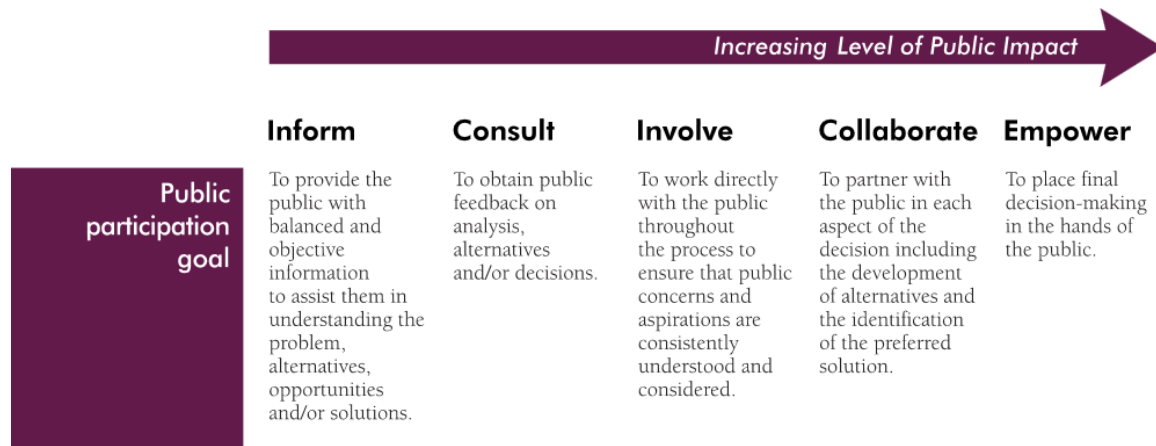 Increasing Level of Public Impact
Inform
Consult
Involve
Collaborate
Empower
Public
participation
goal
To provide the
public with
balanced and
objective
information
to assist them in
understanding the
problem,
alternatives,
opportunities
and/or solutions.
To obtain public
feedback on
analysis,
alternatives
and/or decisions.
To work directly
with the public
throughout
the process to
ensure that public
concerns and
aspirations are
consistently
understood and
considered.
To partner with
the public in each
aspect of the
decision including
the development
of alternatives and
the identification
of the preferred
solution.
To place final
decision-making
in the hands of
the public.